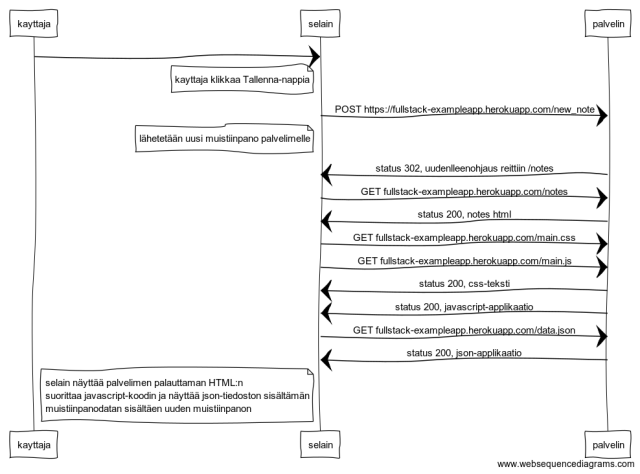 kayttaja
selain
palvelin
kayttaja klikkaa Tallenna-nappia
POST https://fullstack-exampleapp.herokuapp.com/new_note
lähetetään uusi muistiinpano palvelimelle
status 302, uudenlleenohjaus reittiin /notes
GET fullstack-exampleapp.herokuapp.com/notes
status 200, notes html
GET fullstack-exampleapp.herokuapp.com/main.css
GET fullstack-exampleapp.herokuapp.com/main.js
status 200, css-teksti
status 200, javascript-applikaatio
GET fullstack-exampleapp.herokuapp.com/data.json
status 200, json-applikaatio
selain näyttää palvelimen palauttaman HTML:n
suorittaa javascript-koodin ja näyttää json-tiedoston sisältämän
muistiinpanodatan sisältäen uuden muistiinpanon
kayttaja
selain
palvelin
www.websequencediagrams.com